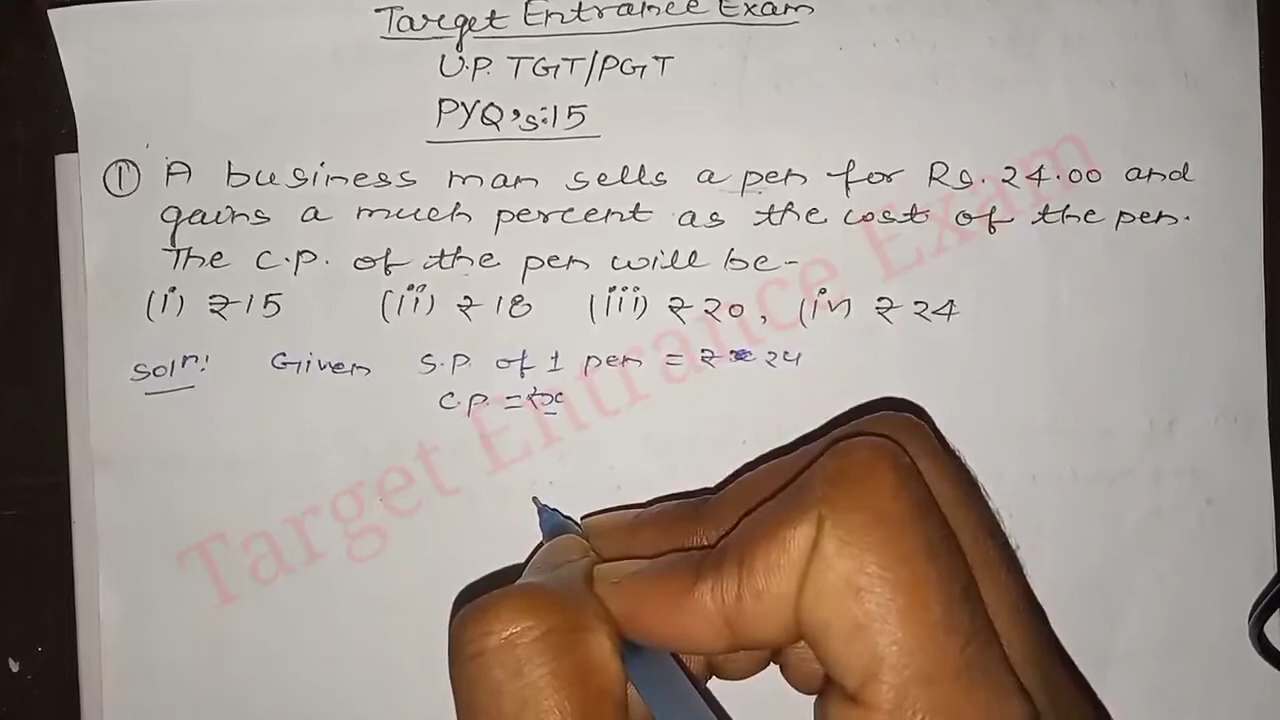 Target Entrance Exam
U.P. TGT/PGT
PYQ's:15
① A business man sells a pen for Rs. 24.00 and
gains a much percent as the cost of the pen.
The C.P. of the pen will be-
(i) ₹15 (ii) ₹18 (iii) ₹20, (iv) ₹24
Soln: Given S.P. of 1 pen = ₹ 24
C.P. = ₹x
Target Entrance Exam